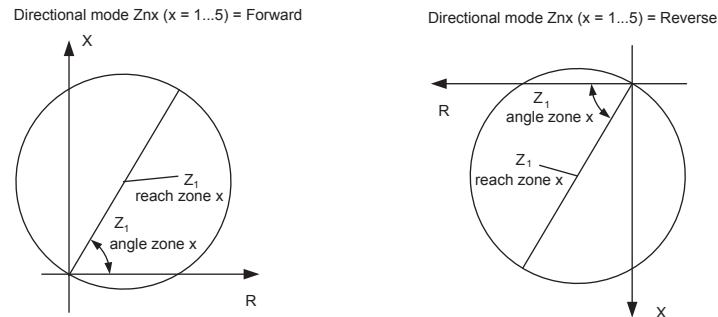 Directional mode Znx (x = 1...5) = Forward
X
Z1
reach zone x
Z1
angle zone x
R
Directional mode Znx (x = 1...5) = Reverse
R
Z1
angle zone x
Z1
reach zone x
X